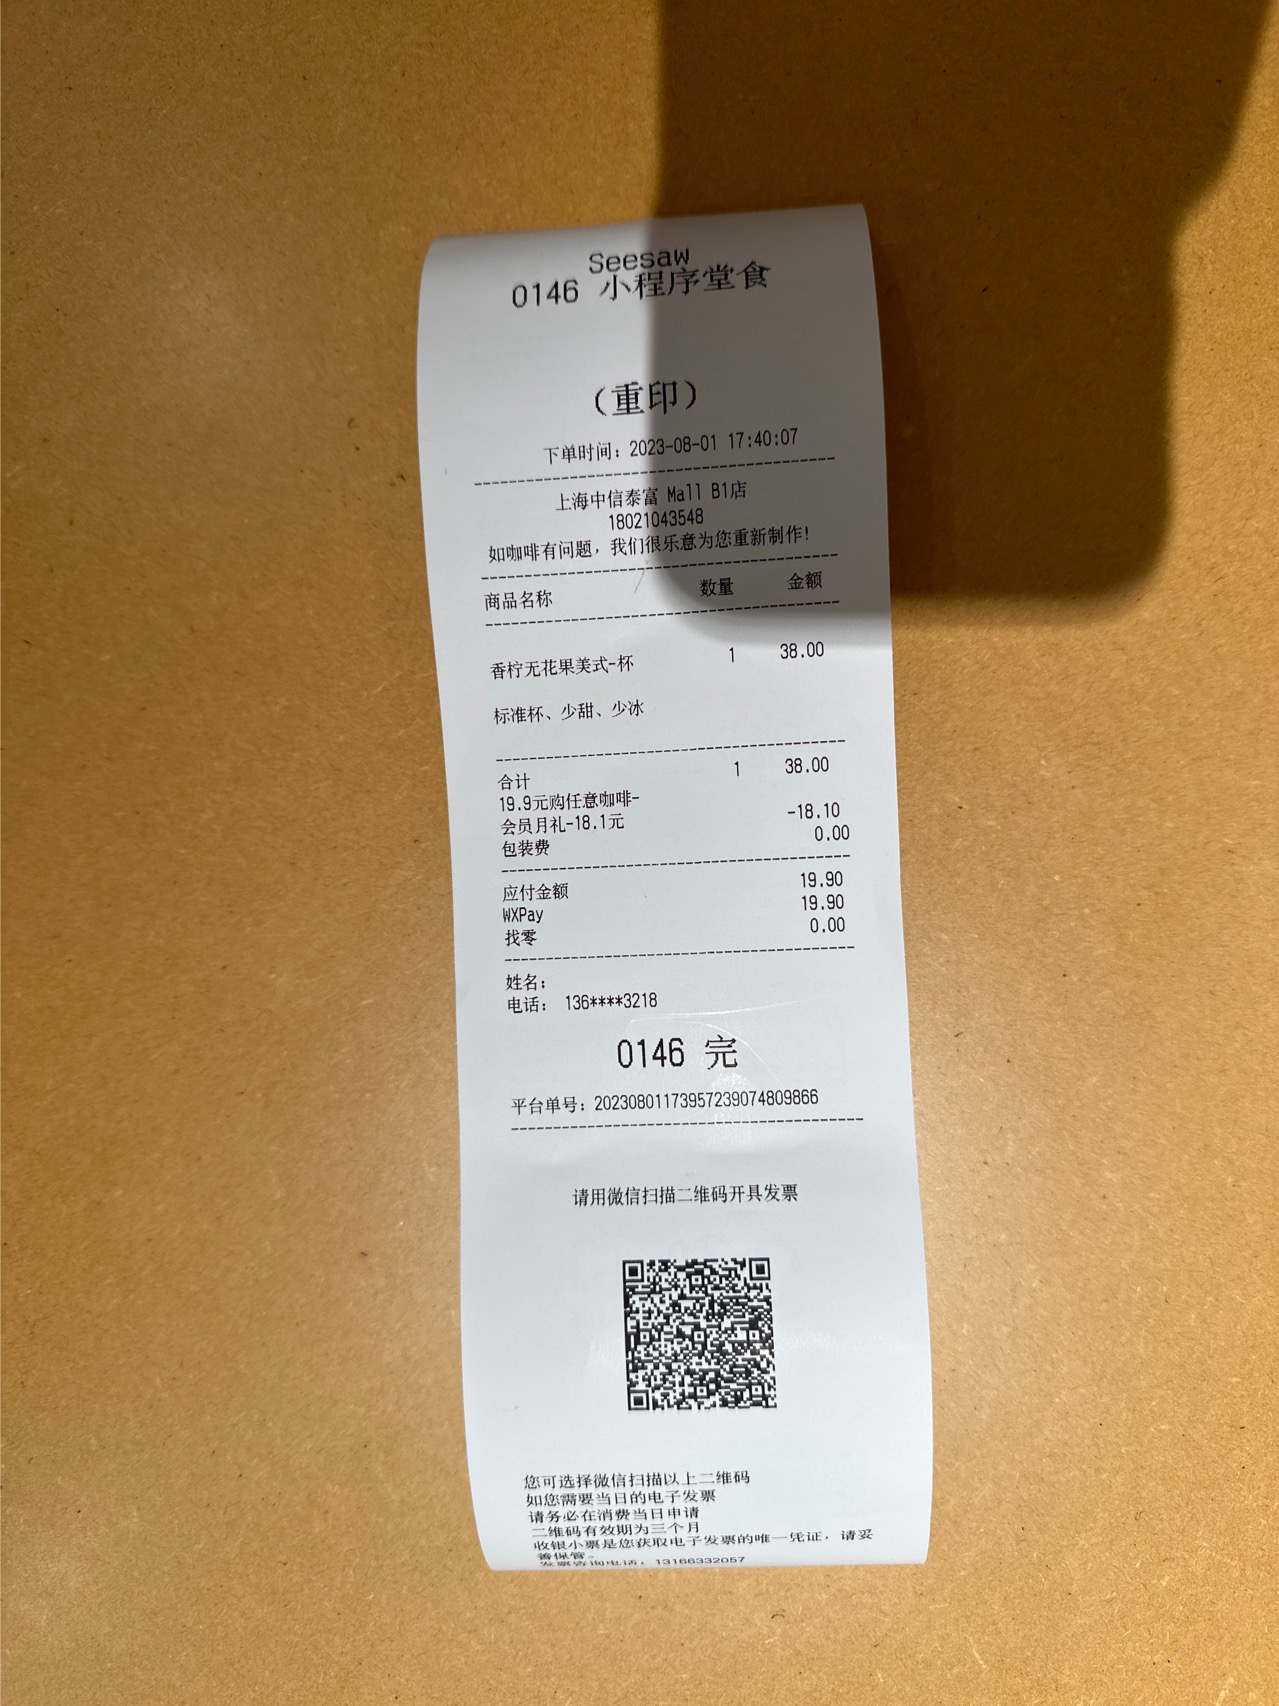 Seesaw
0146 小程序堂食
（重印）
下单时间：2023-08-01 17:40:07
上海中信泰富 Mall B1店
18021043548
如咖啡有问题，我们很乐意为您重新制作!
商品名称 数量 金额
香柠无花果美式-杯 1 38.00
标准杯、少甜、少冰
合计 1 38.00
19.9元购任意咖啡-
会员月礼-18.1元 -18.10
包装费 0.00
应付金额 19.90
WXPay 19.90
找零 0.00
姓名：
电话： 136****3218
0146 完
平台单号：20230801173957239074809866
请用微信扫描二维码开具发票
您可选择微信扫描以上二维码
如您需要当日的电子发票
请务必在消费当日申请
二维码有效期为三个月
收银小票是您获取电子发票的唯一凭证，请妥
善保管。
发票咨询电话：13166332057